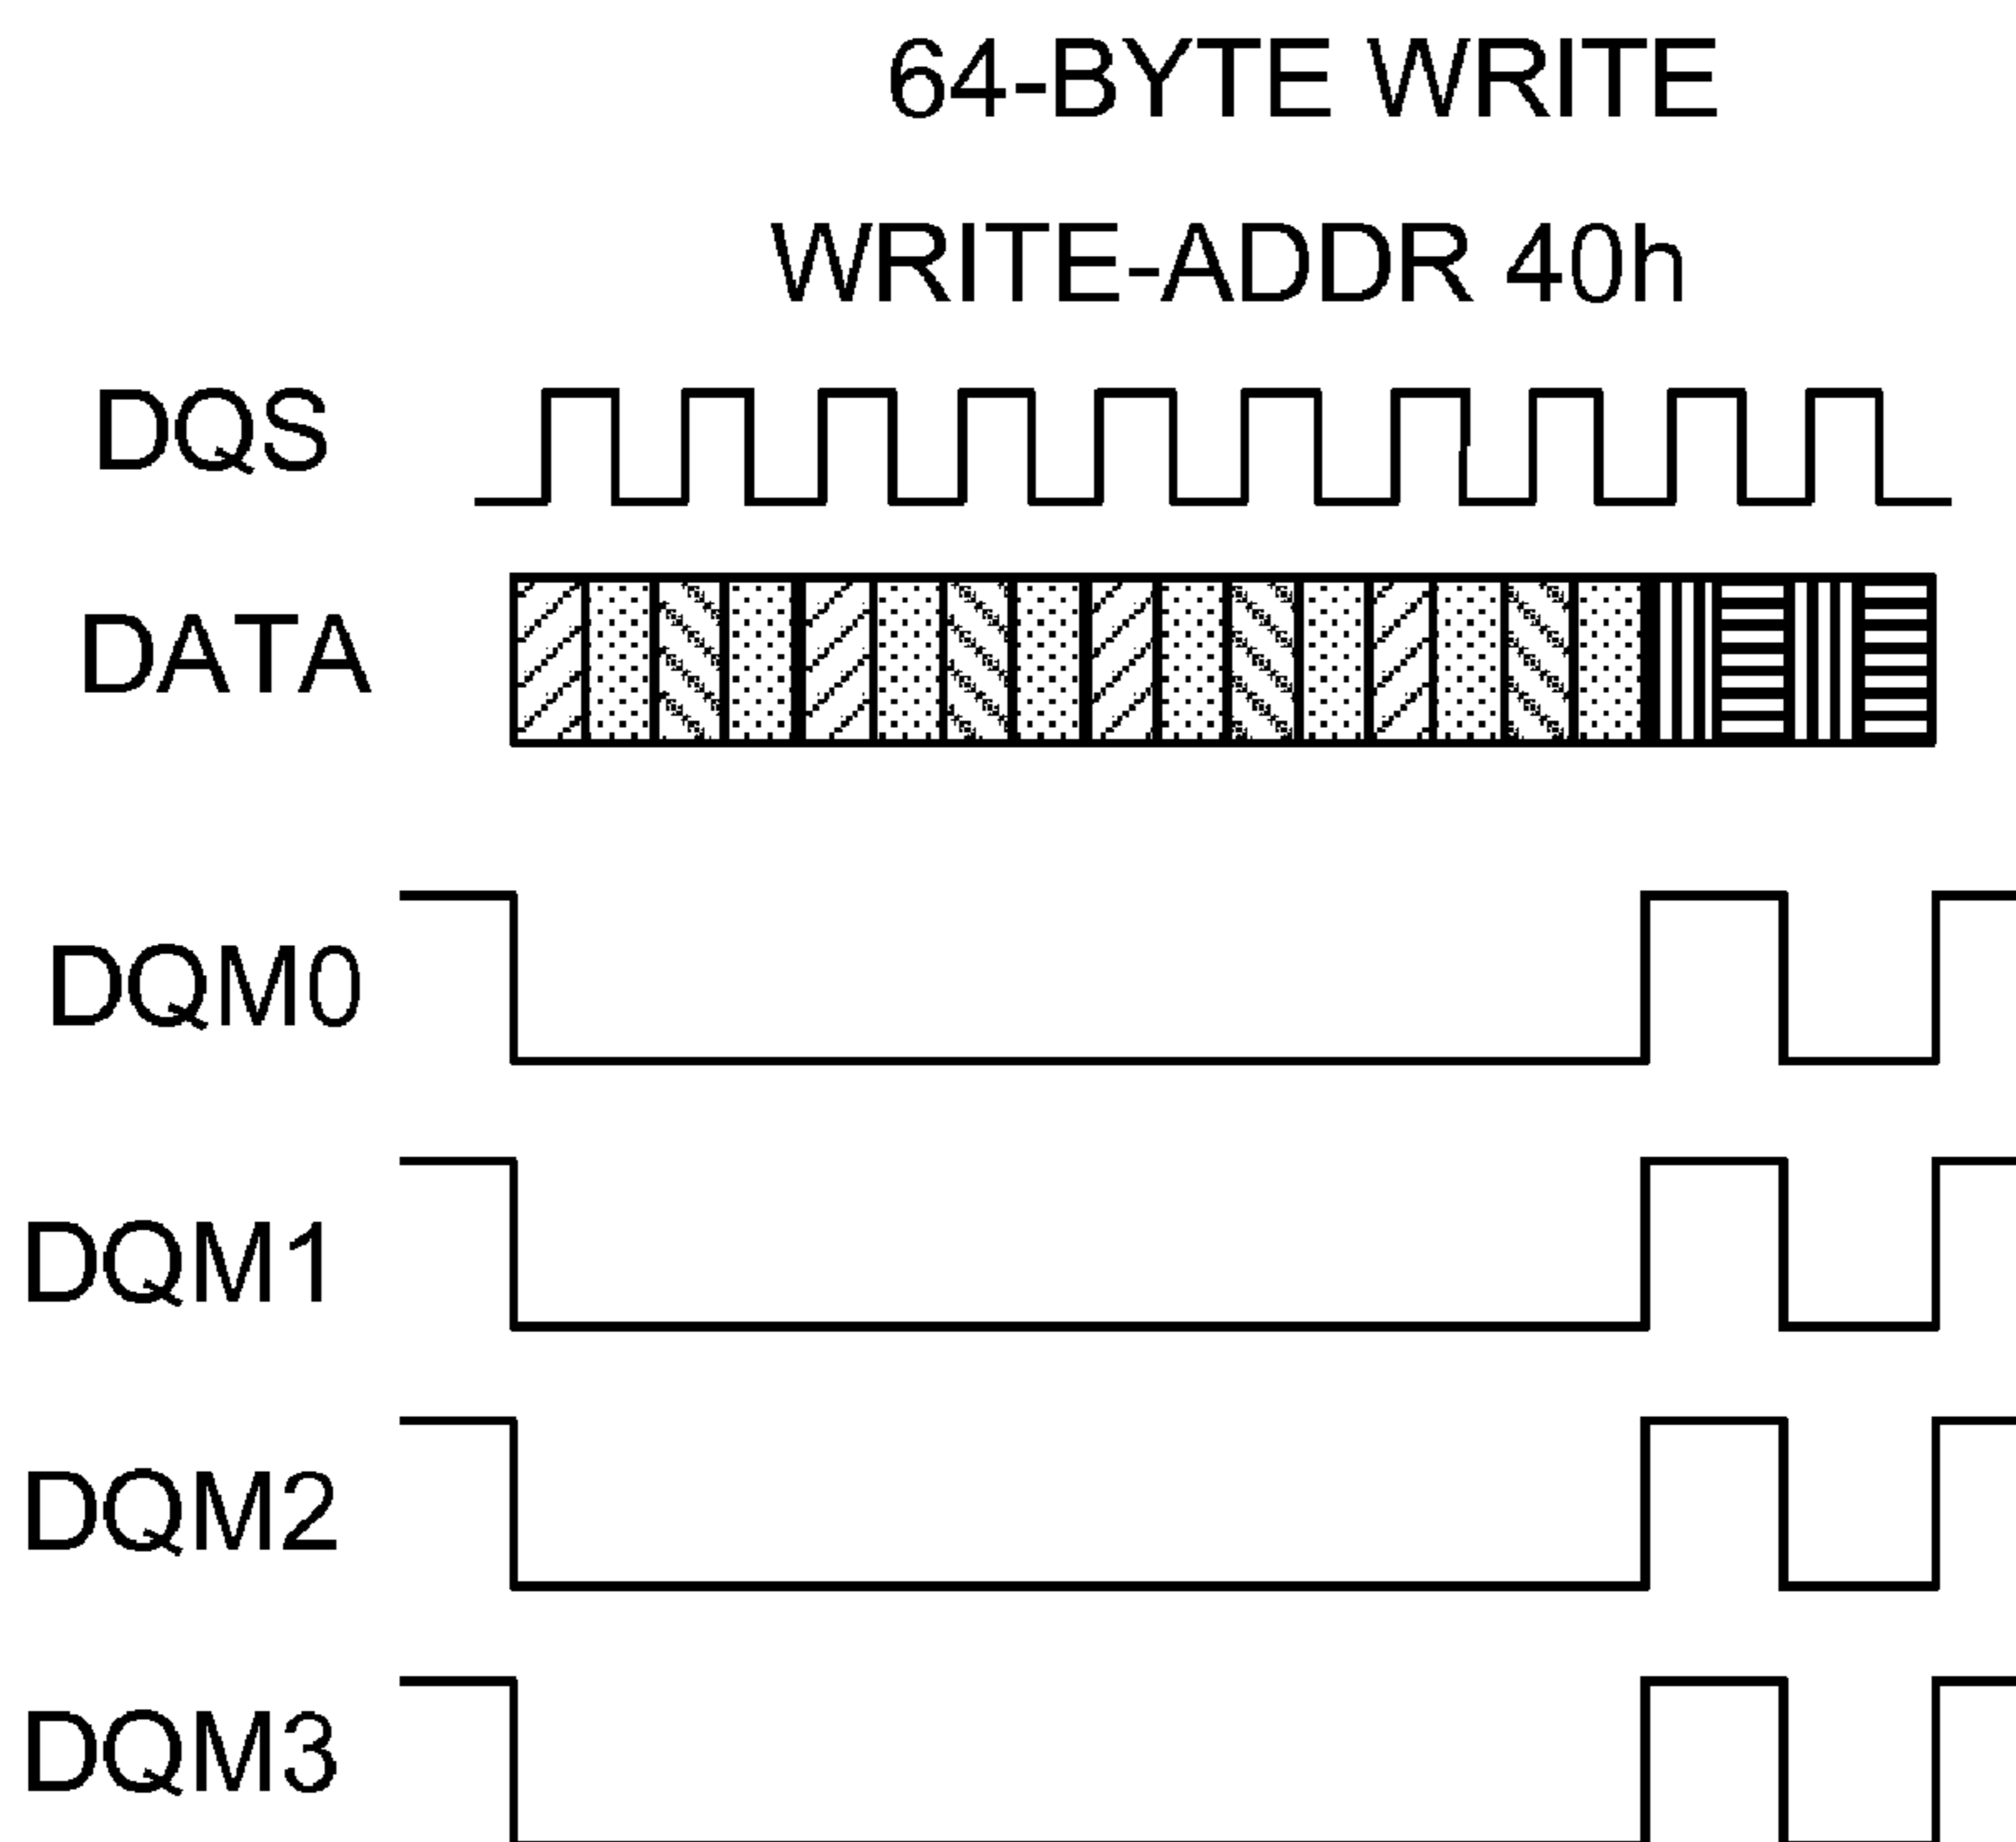 64-BYTE WRITE
WRITE-ADDR 40h
DQS
DATA
DQM0
DQM1
DQM2
DQM3